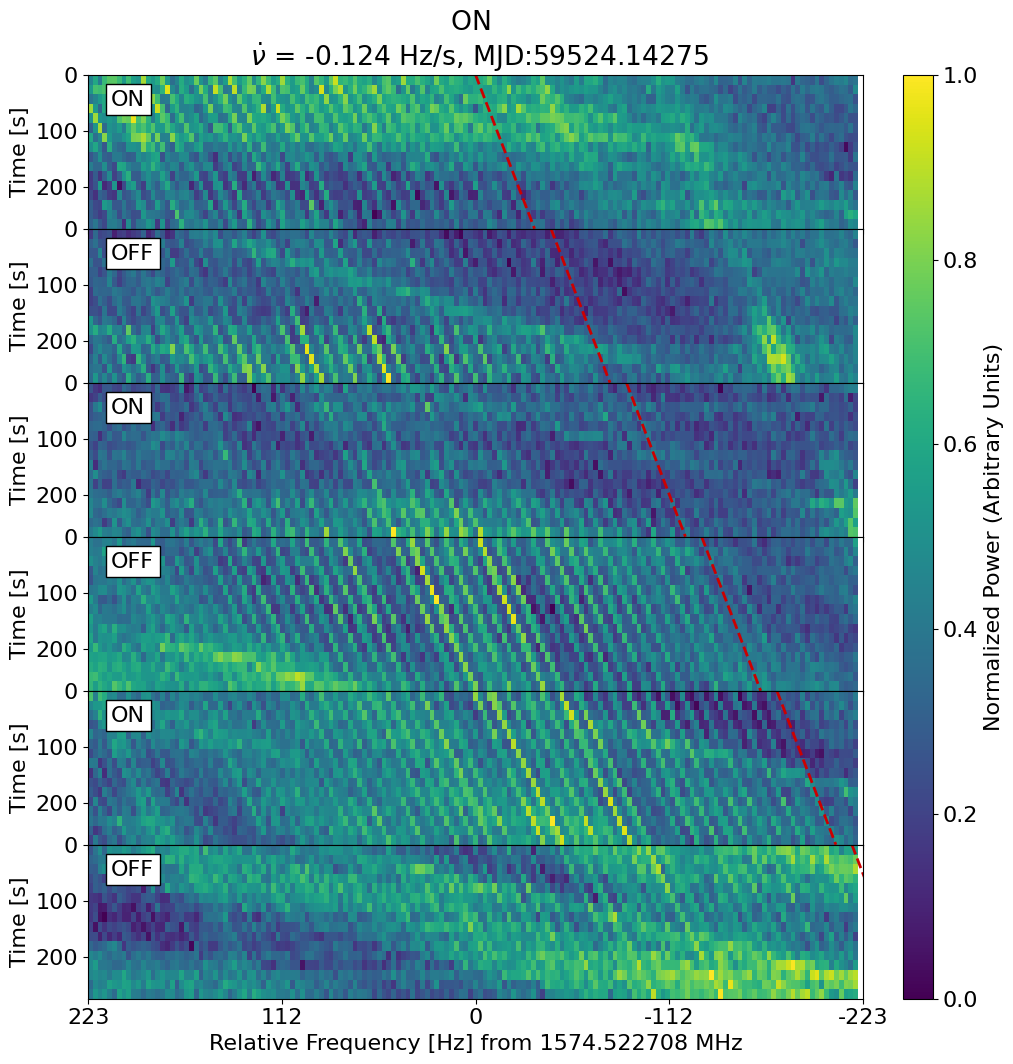 ON
ν̇ = -0.124 Hz/s, MJD:59524.14275
0
ON
100
200
Time [s]
0
OFF
100
200
Time [s]
0
ON
100
200
Time [s]
0
OFF
100
200
Time [s]
0
ON
100
200
Time [s]
0
OFF
100
200
Time [s]
223 112 0 -112 -223
Relative Frequency [Hz] from 1574.522708 MHz
1.0
0.8
0.6
0.4
0.2
0.0
Normalized Power (Arbitrary Units)